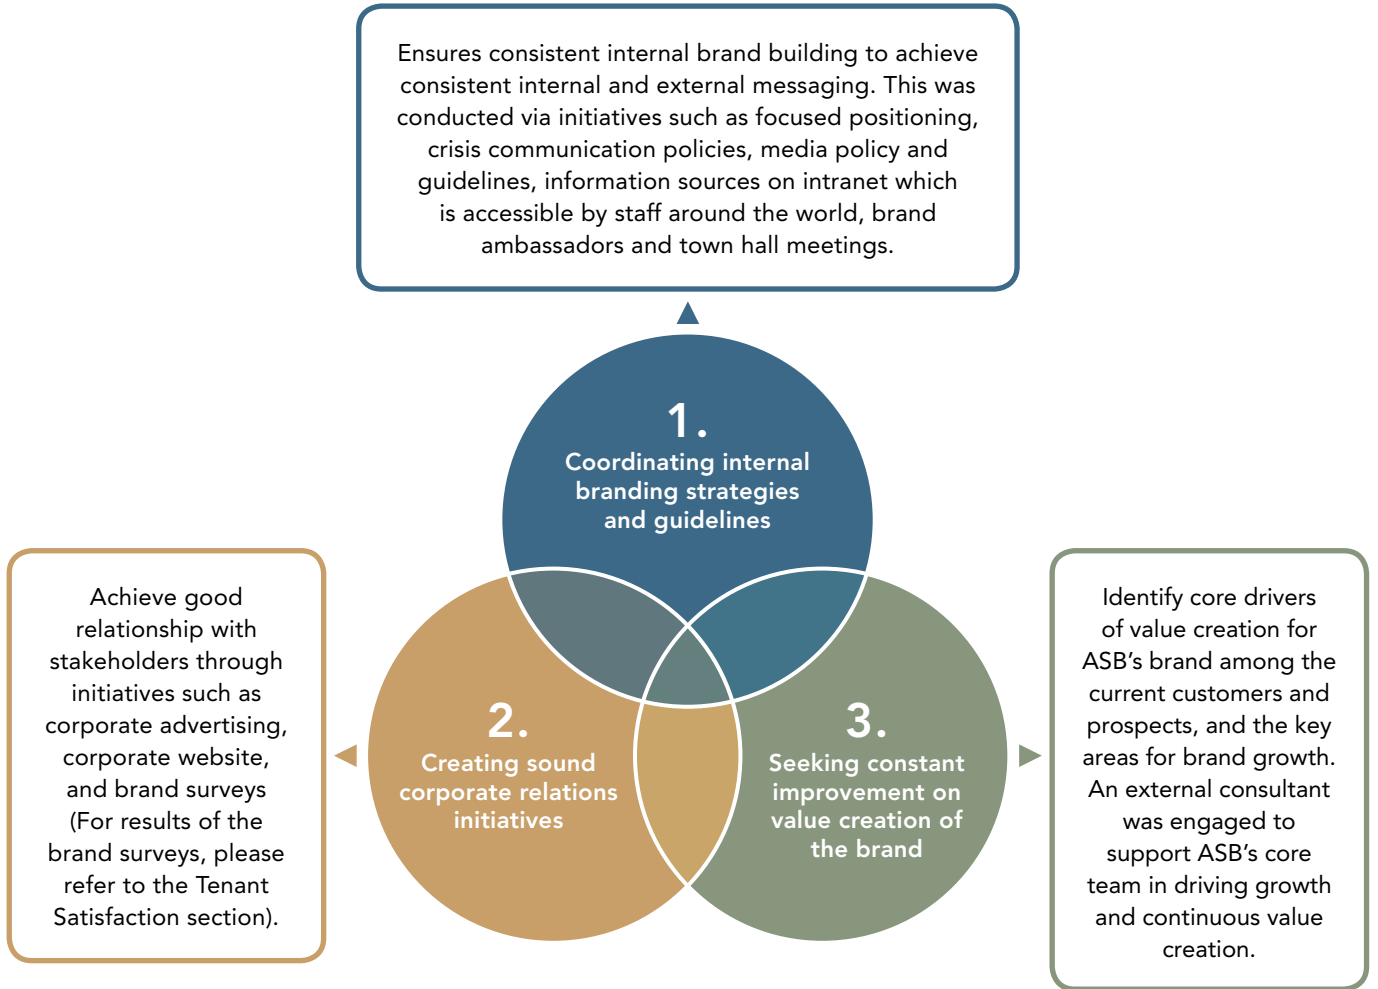 Ensures consistent internal brand building to achieve
consistent internal and external messaging. This was
conducted via initiatives such as focused positioning,
crisis communication policies, media policy and
guidelines, information sources on intranet which
is accessible by staff around the world, brand
ambassadors and town hall meetings.
1.
Coordinating internal
branding strategies
and guidelines
Achieve good
relationship with
stakeholders through
initiatives such as
corporate advertising,
corporate website,
and brand surveys
(For results of the
brand surveys, please
refer to the Tenant
Satisfaction section).
2.
Creating sound
corporate relations
initiatives
3.
Seeking constant
improvement on
value creation of
the brand
Identify core drivers
of value creation for
ASB’s brand among the
current customers and
prospects, and the key
areas for brand growth.
An external consultant
was engaged to
support ASB’s core
team in driving growth
and continuous value
creation.